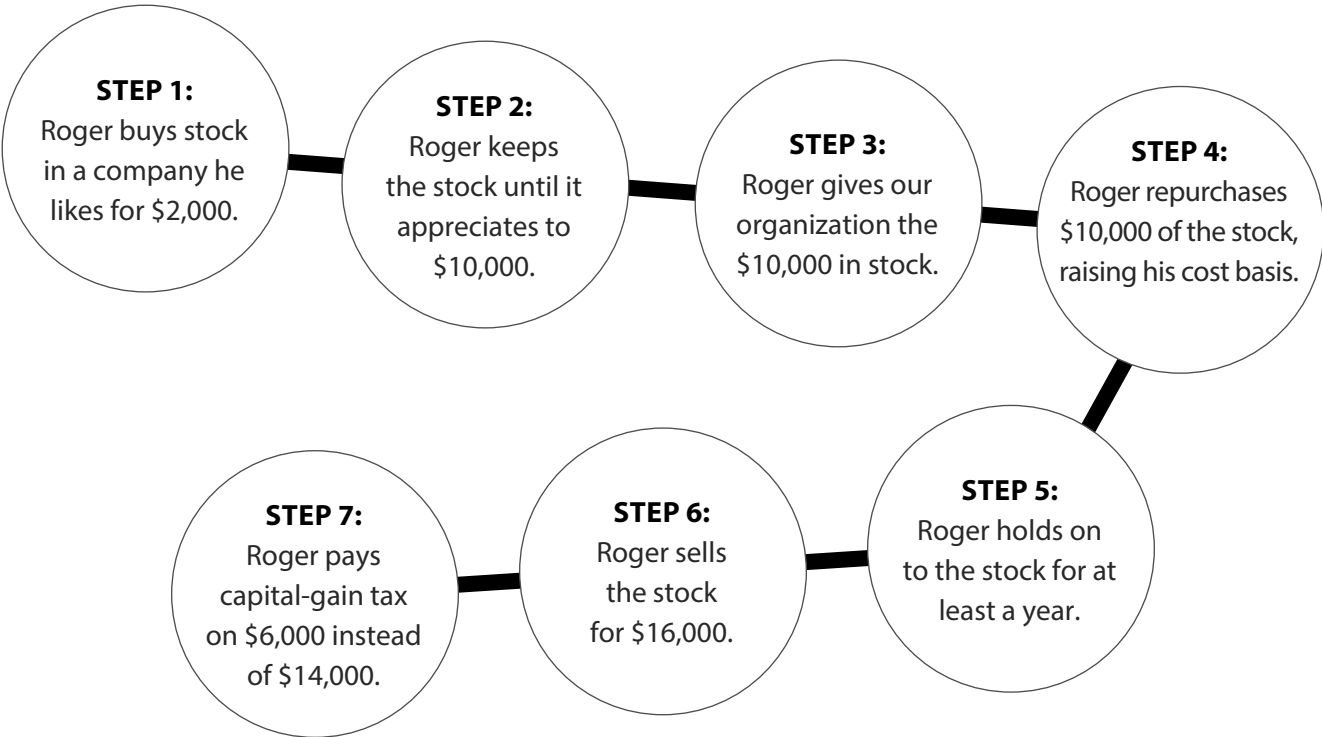 STEP 1:
Roger buys stock
in a company he
likes for $2,000.
STEP 2:
Roger keeps
the stock until it
appreciates to
$10,000.
STEP 3:
Roger gives our
organization the
$10,000 in stock.
STEP 4:
Roger repurchases
$10,000 of the stock,
raising his cost basis.
STEP 5:
Roger holds on
to the stock for at
least a year.
STEP 6:
Roger sells
the stock
for $16,000.
STEP 7:
Roger pays
capital-gain tax
on $6,000 instead
of $14,000.